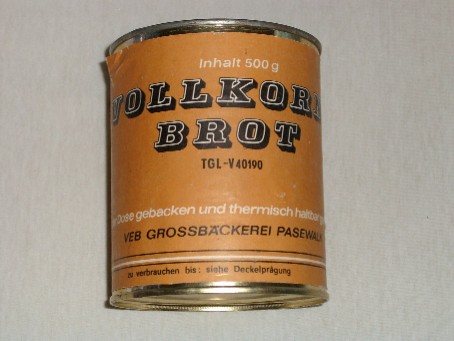 Inhalt 500 g
VOLLKORN
BROT
TGL-V40190
Dose gebacken und thermisch haltbar
VEB GROSSBÄCKEREI PASEWALK
zu verbrauchen bis: siehe Deckelprägung